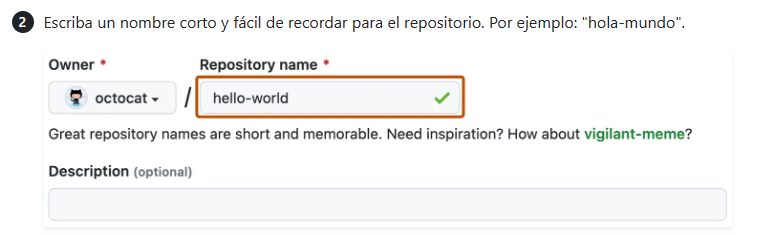 2 Escriba un nombre corto y fácil de recordar para el repositorio. Por ejemplo: "hola-mundo".
Owner * Repository name *
octocat / hello-world
Great repository names are short and memorable. Need inspiration? How about vigilant-meme?
Description (optional)